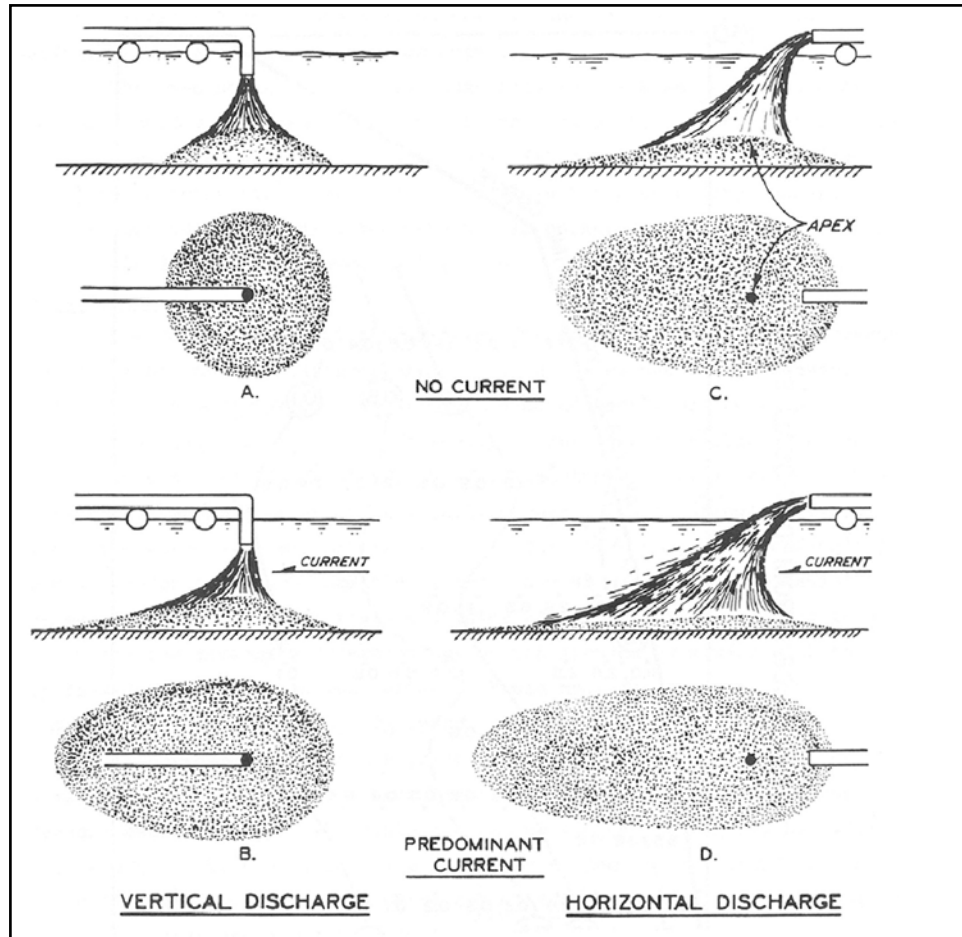 APEX
A.
NO CURRENT
C.
CURRENT
CURRENT
B.
PREDOMINANT
CURRENT
D.
VERTICAL DISCHARGE
HORIZONTAL DISCHARGE